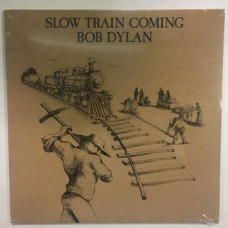 SLOW TRAIN COMING
BOB DYLAN